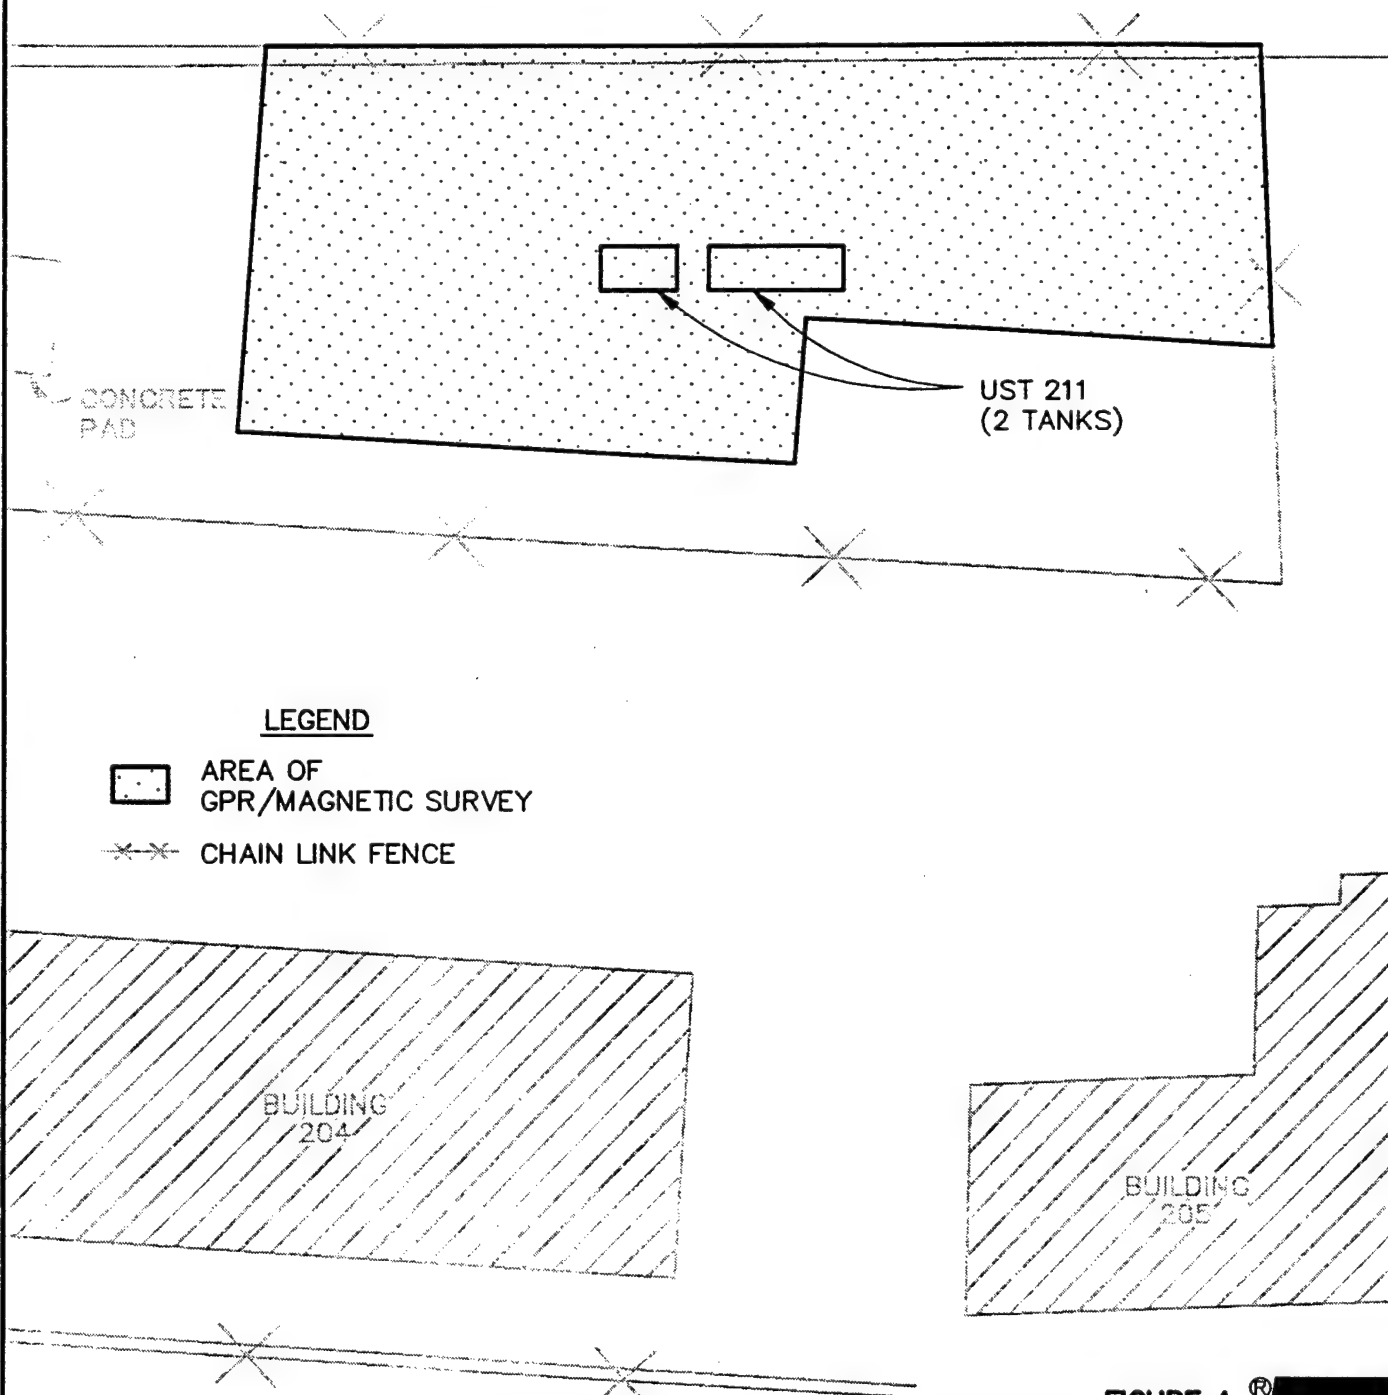 CONCRETE
PAD
UST 211
(2 TANKS)
LEGEND
AREA OF
GPR/MAGNETIC SURVEY
CHAIN LINK FENCE
BUILDING
204
BUILDING
205
®